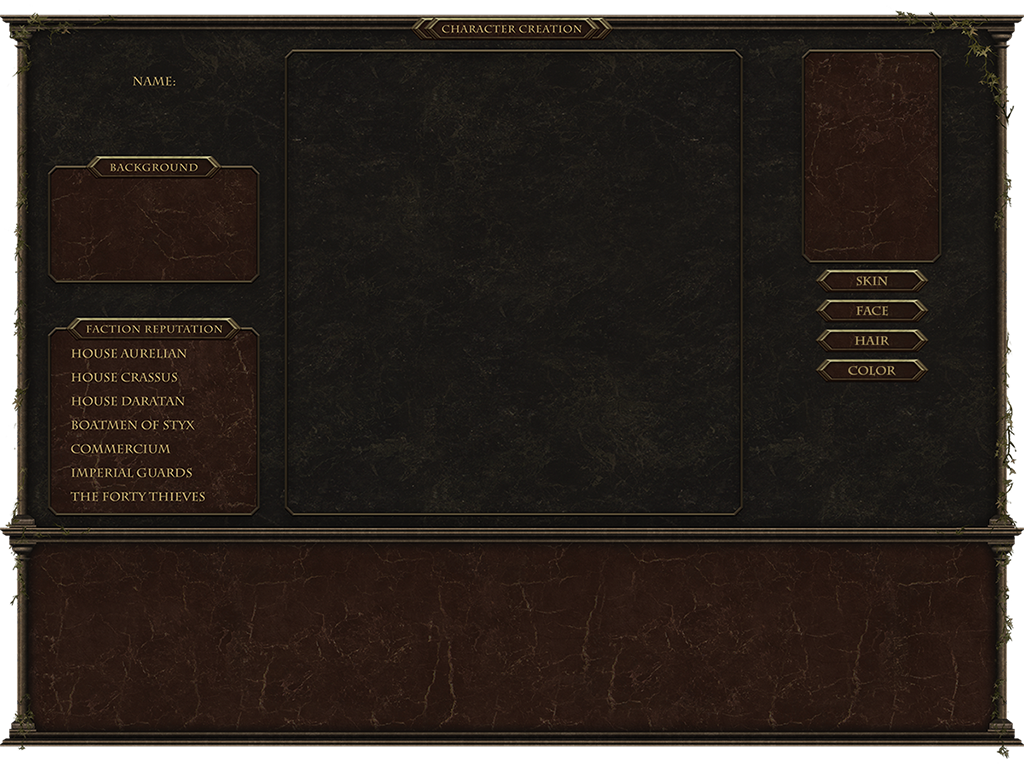 CHARACTER CREATION
NAME:
BACKGROUND
FACTION REPUTATION
HOUSE AURELIAN
HOUSE CRASSUS
HOUSE DARATAN
BOATMEN OF STYX
COMMERCIUM
IMPERIAL GUARDS
THE FORTY THIEVES
SKIN
FACE
HAIR
COLOR